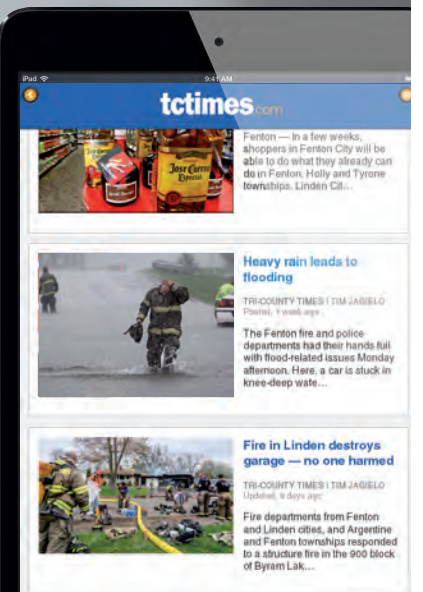 iPad
9:41 AM
tctimes.com
Fenton — In a few weeks,
shoppers in Fenton City will be
able to do what they already can
do in Fenton, Holly and Tyrone
townships. Linden Cit...
Jose Cuervo
Especial
Heavy rain leads to
flooding
TRI-COUNTY TIMES | TIM JAGIELO
Posted, 1 week ago
The Fenton fire and police
departments had their hands full
with flood-related issues Monday
afternoon. Here, a car is stuck in
knee-deep wate...
Fire in Linden destroys
garage — no one harmed
TRI-COUNTY TIMES | TIM JAGIELO
Updated, 6 days ago
Fire departments from Fenton
and Linden cities, and Argentine
and Fenton townships responded
to a structure fire in the 900 block
of Byram Lak...